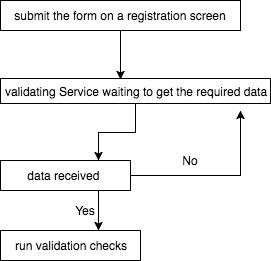 submit the form on a registration screen
validating Service waiting to get the required data
data received
No
Yes
run validation checks